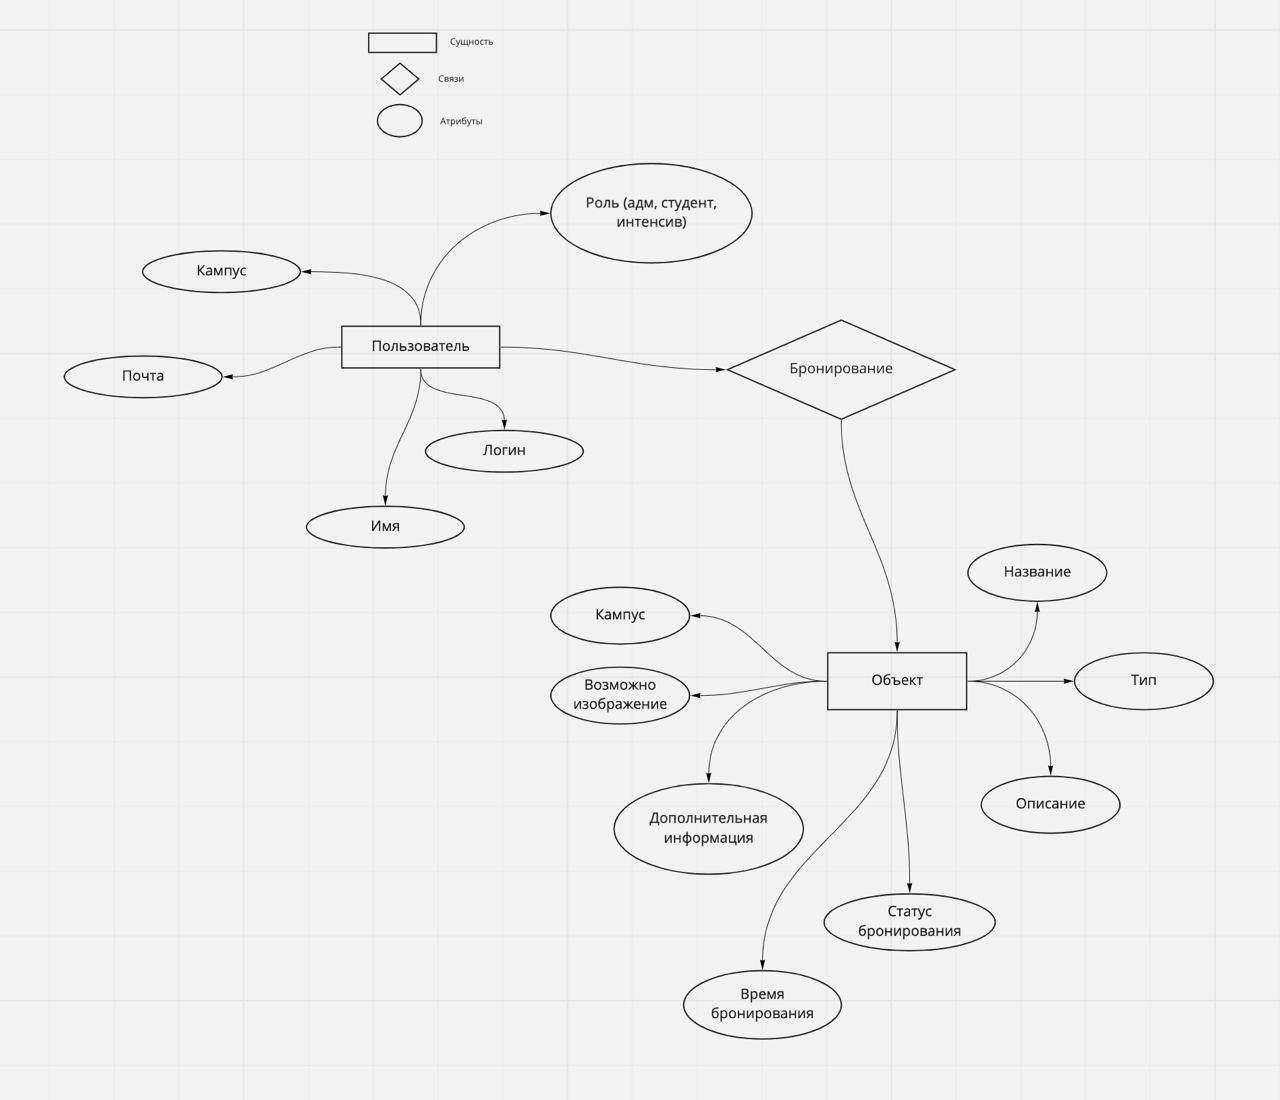 Сущность
Связи
Атрибуты
Роль (адм, студент,
интенсив)
Кампус
Пользователь
Бронирование
Почта
Логин
Имя
Название
Кампус
Объект
Тип
Возможно
изображение
Описание
Дополнительная
информация
Статус
бронирования
Время
бронирования